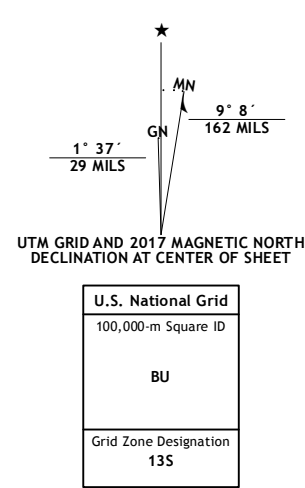 ★
MN
9° 8´
162 MILS
GN
1° 37´
29 MILS
UTM GRID AND 2017 MAGNETIC NORTH
DECLINATION AT CENTER OF SHEET
U.S. National Grid
100,000-m Square ID
BU
Grid Zone Designation
13S